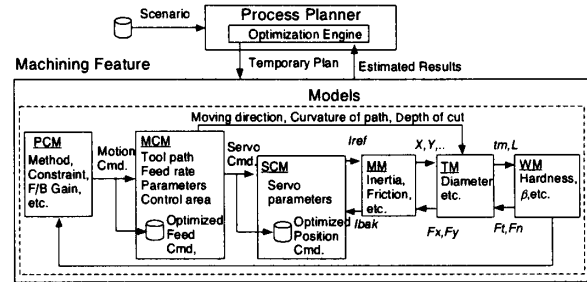 Scenario
Process Planner
Optimization Engine
Temporary Plan
Estimated Results
Machining Feature
Models
Moving direction, Curvature of path, Depth of cut
PCM
Method,
Constraint,
F/B Gain,
etc.
Motion
Cmd.
MCM
Tool path
Feed rate
Parameters
Control area
Optimized
Feed
Cmd,
Servo
Cmd.
SCM
Servo
parameters
Optimized
Position
Cmd.
Iref
Ibak
MM
Inertia,
Friction,
etc.
X,Y,..
Fx,Fy
TM
Diameter
etc.
tm,L
Ft,Fn
WM
Hardness,
β,etc.